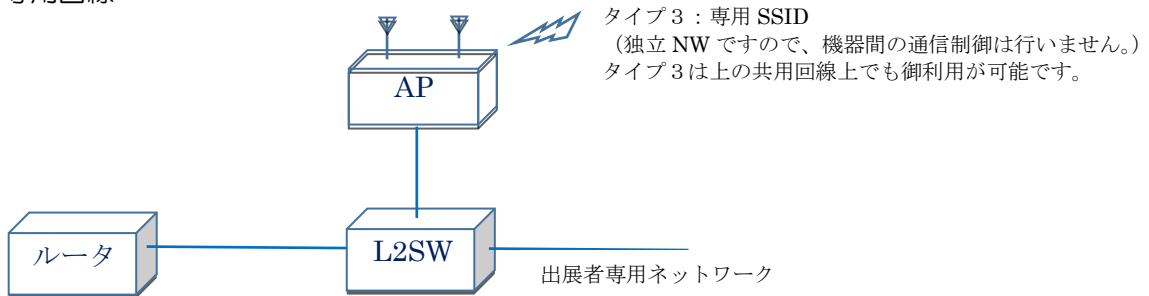 専用回線
タイプ３：専用 SSID
（独立 NW ですので、機器間の通信制御は行いません。）
タイプ３は上の共用回線上でも御利用が可能です。
AP
ルータ
L2SW
出展者専用ネットワーク